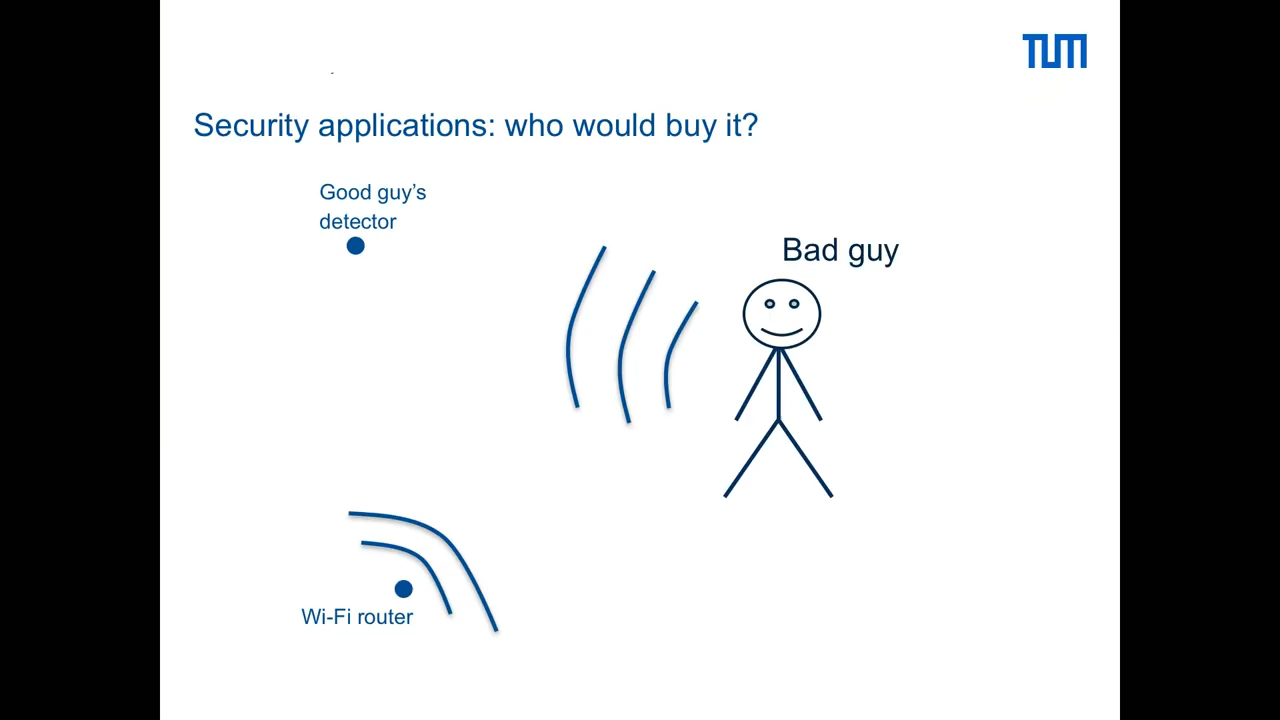 TUM
Security applications: who would buy it?
Good guy’s
detector
Bad guy
Wi-Fi router